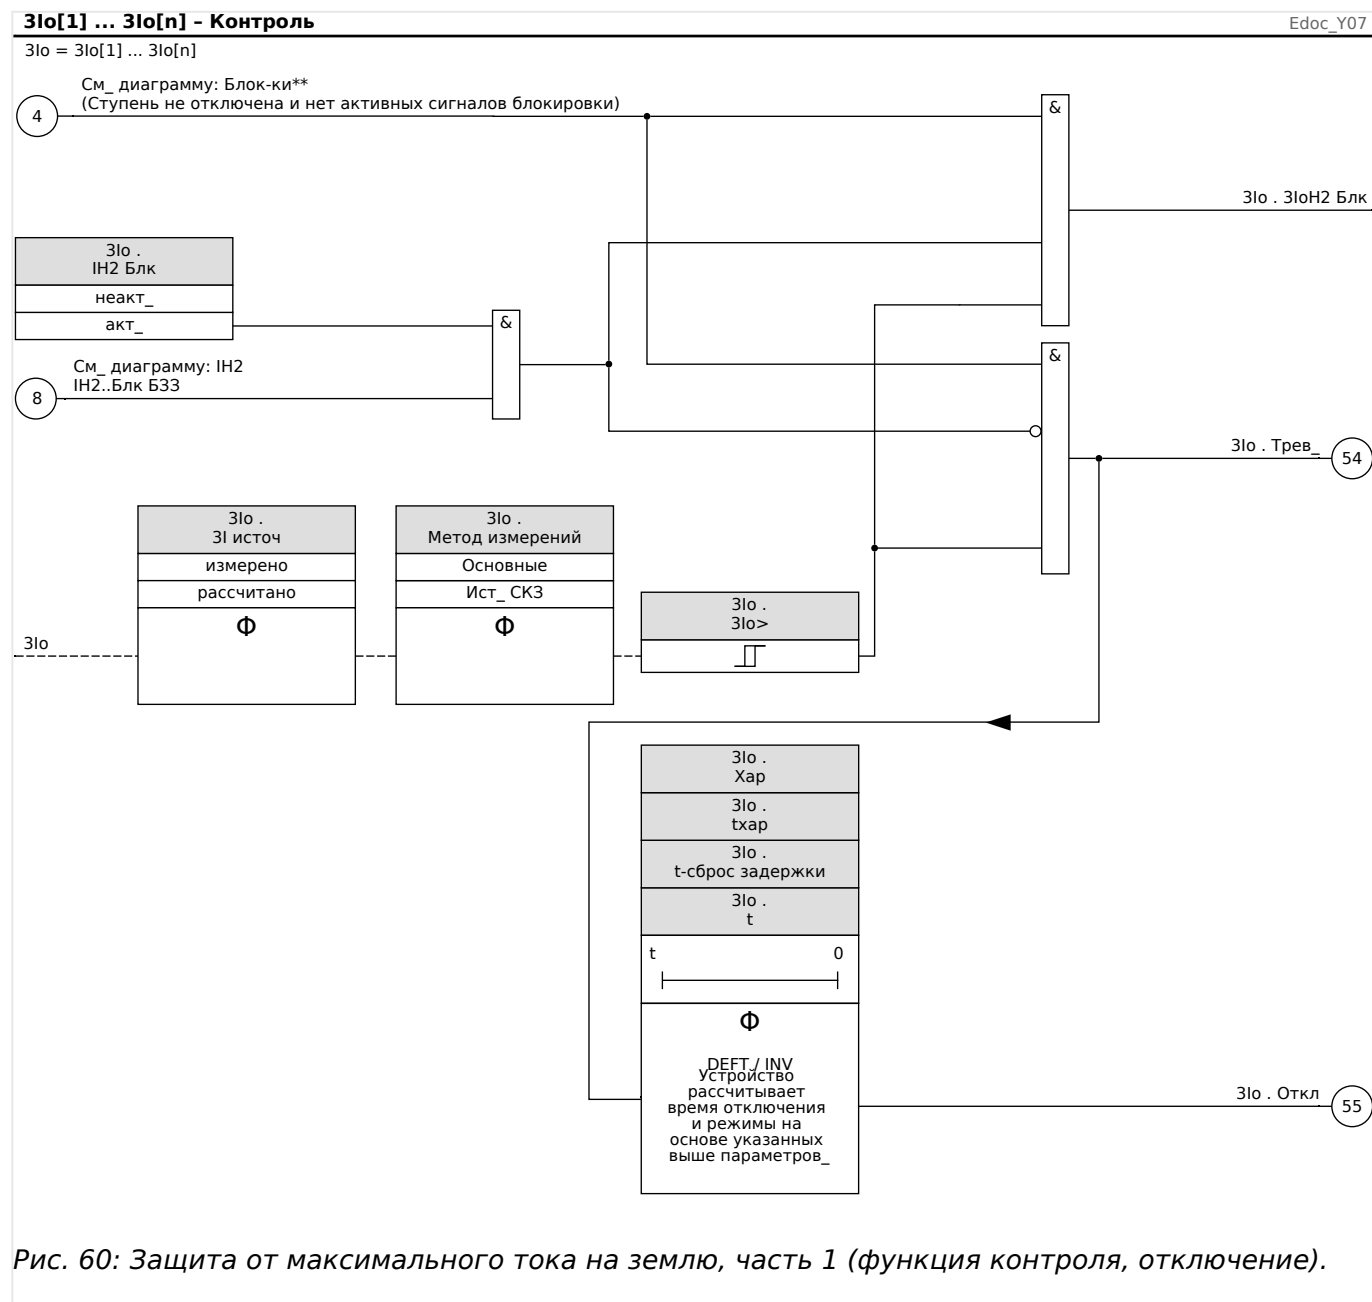 3Io[1] ... 3Io[n] – Контроль
Edoc_Y07
3Io = 3Io[1] ... 3Io[n]
См_ диаграмму: Блок-ки**
(Ступень не отключена и нет активных сигналов блокировки)
4
&
3Io . 3IoH2 Блк
3Io .
IH2 Блк
неакт_
акт_
&
См_ диаграмму: IH2
IH2..Блк БЗЗ
8
&
3Io . Трев_
54
3Io .
3I источ
измерено
рассчитано
Φ
3Io .
Метод измерений
Основные
Ист_ СКЗ
Φ
3Io
3Io .
3Io>
3Io .
Хар
3Io .
tхар
3Io .
t-сброс задержки
3Io .
t
t 0
Φ
DEFT / INV
Устройство
рассчитывает
время отключения
и режимы на
основе указанных
выше параметров_
3Io . Откл
55
Рис. 60: Защита от максимального тока на землю, часть 1 (функция контроля, отключение).